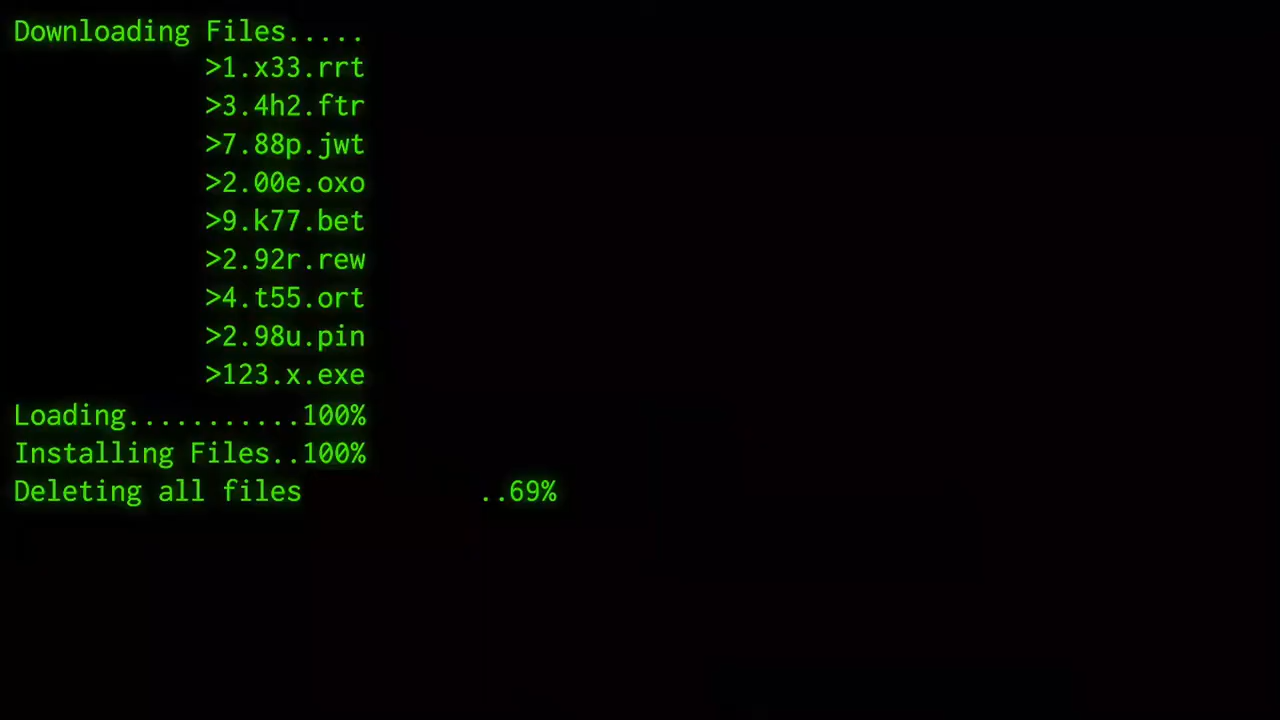 Downloading Files.....
>1.x33.rrt
>3.4h2.ftr
>7.88p.jwt
>2.00e.oxo
>9.k77.bet
>2.92r.rew
>4.t55.ort
>2.98u.pin
>123.x.exe
Loading...........100%
Installing Files..100%
Deleting all files ..69%